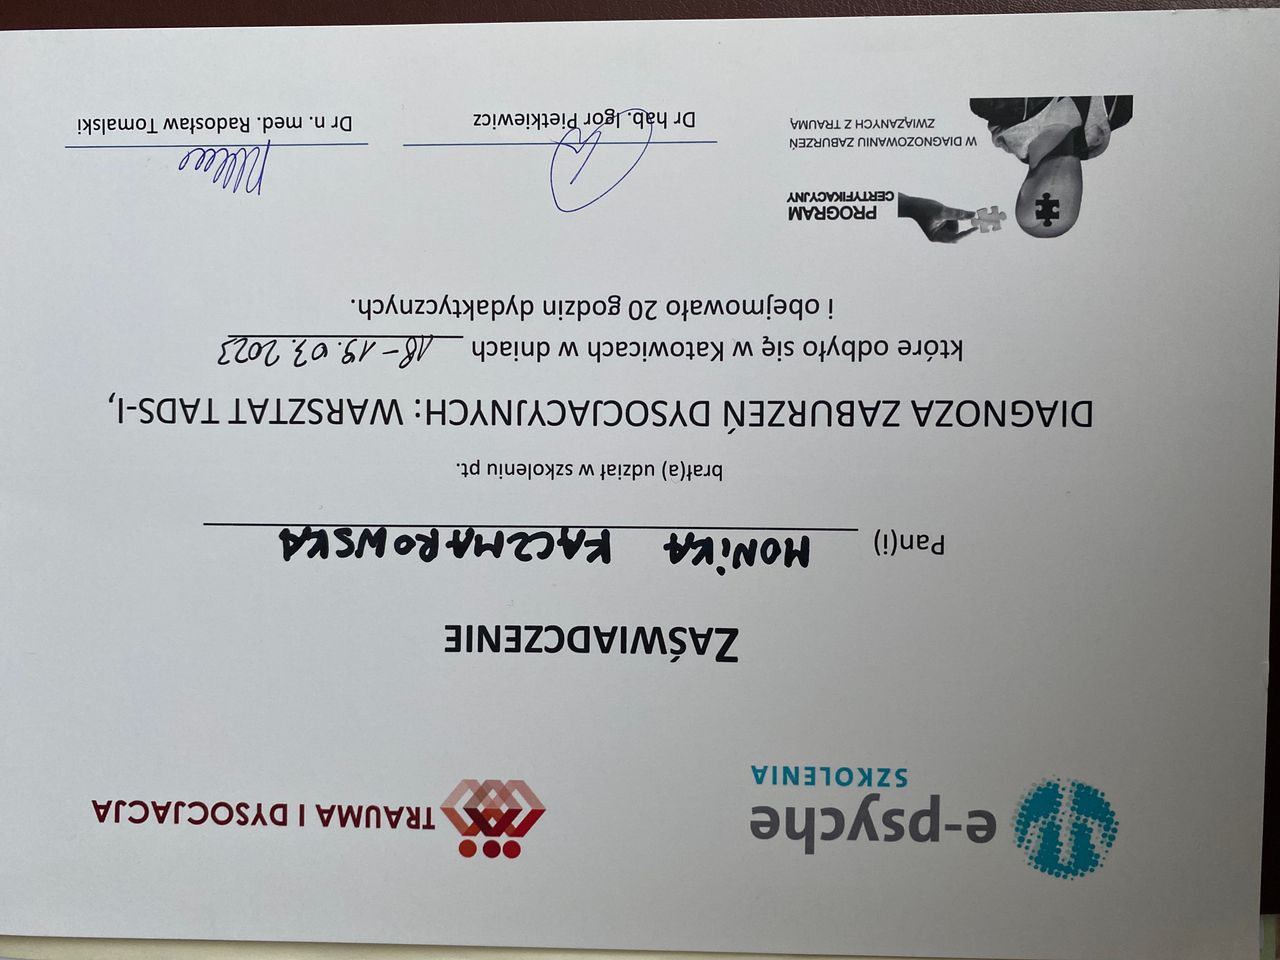 e-psyche
SZKOLENIA
TRAUMA I DYSOCJACJA
ZAŚWIADCZENIE
Pan(i) MONIKA KACZMAROWSKA
brał(a) udział w szkoleniu pt.
DIAGNOZA ZABURZEŃ DYSOCJACYJNYCH: WARSZTAT TADS-I,
które odbyło się w Katowicach w dniach 18-19.03.2023
i obejmowało 20 godzin dydaktycznych.
PROGRAM
CERTYFIKACYJNY
W DIAGNOZOWANIU ZABURZEŃ
ZWIĄZANYCH Z TRAUMĄ
Dr hab. Igor Pietkiewicz
Dr n. med. Radosław Tomalski